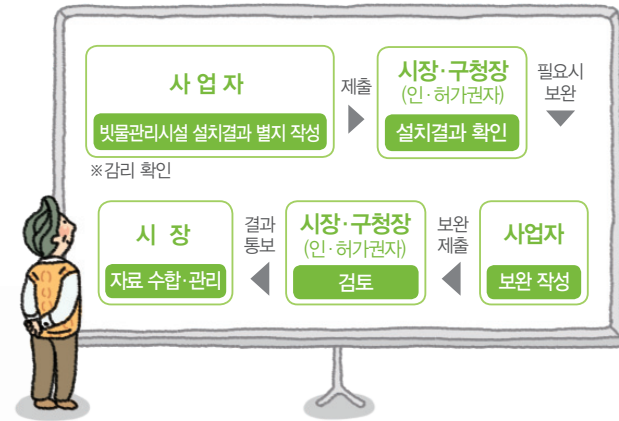 사 업 자
빗물관리시설 설치결과 별지 작성
※감리 확인
제출
시장·구청장
(인·허가권자)
설치결과 확인
필요시
보완
사업자
보완 작성
보완
제출
시장·구청장
(인·허가권자)
검토
결과
통보
시 장
자료 수합·관리